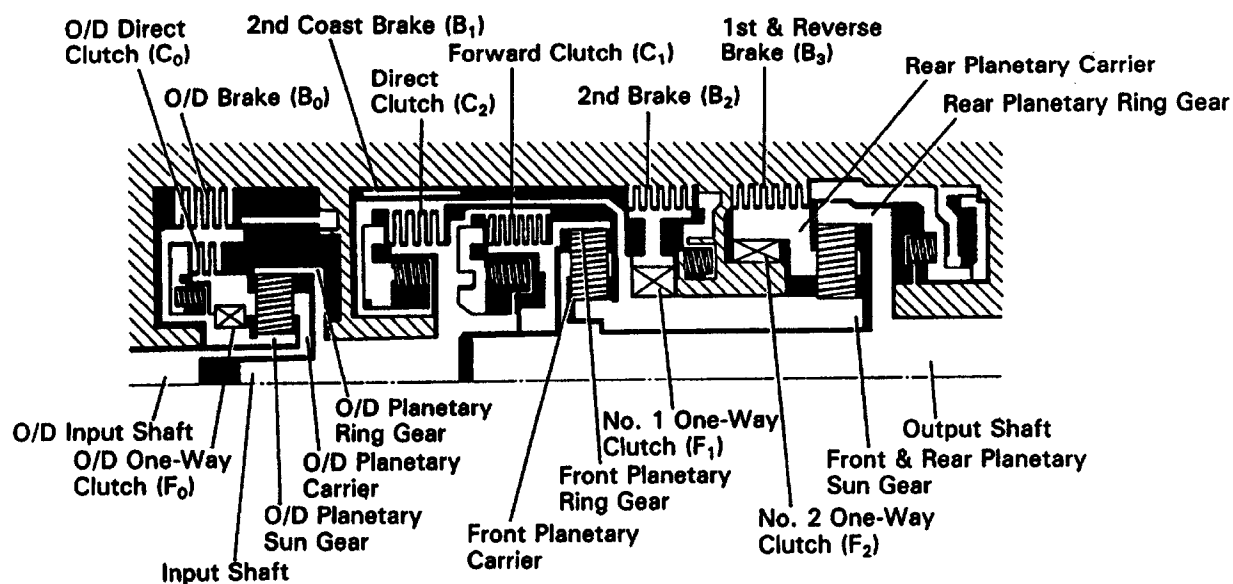 O/D Direct
Clutch (C₀)
2nd Coast Brake (B₁)
1st & Reverse
Brake (B₃)
O/D Brake (B₀)
Direct
Clutch (C₂)
Forward Clutch (C₁)
2nd Brake (B₂)
Rear Planetary Carrier
Rear Planetary Ring Gear
O/D Input Shaft
O/D One-Way
Clutch (F₀)
Input Shaft
O/D Planetary
Sun Gear
O/D Planetary
Carrier
O/D Planetary
Ring Gear
Front Planetary
Carrier
Front Planetary
Ring Gear
No. 1 One-Way
Clutch (F₁)
No. 2 One-Way
Clutch (F₂)
Front & Rear Planetary
Sun Gear
Output Shaft